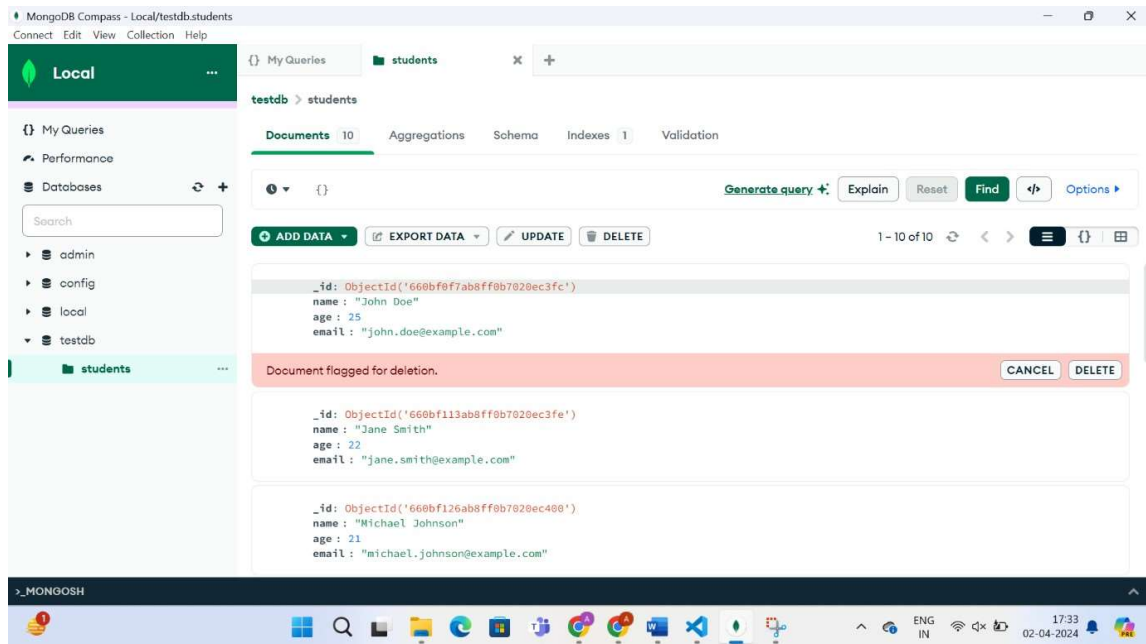 MongoDB Compass - Local/testdb.students
Connect Edit View Collection Help
Local
{} My Queries
students
testdb > students
{} My Queries
Performance
Databases
Search
admin
config
local
testdb
students
Documents 10 Aggregations Schema Indexes 1 Validation
{}
Generate query Explain Reset Find </> Options
ADD DATA EXPORT DATA UPDATE DELETE
1 – 10 of 10 {}
_id: ObjectId('660bf0f7ab8ff0b7020ec3fc')
name : "John Doe"
age : 25
email : "john.doe@example.com"
Document flagged for deletion. CANCEL DELETE
_id: ObjectId('660bf113ab8ff0b7020ec3fe')
name : "Jane Smith"
age : 22
email : "jane.smith@example.com"
_id: ObjectId('660bf126ab8ff0b7020ec400')
name : "Michael Johnson"
age : 21
email : "michael.johnson@example.com"
>_MONGOSH
1
ENG
IN
17:33
02-04-2024